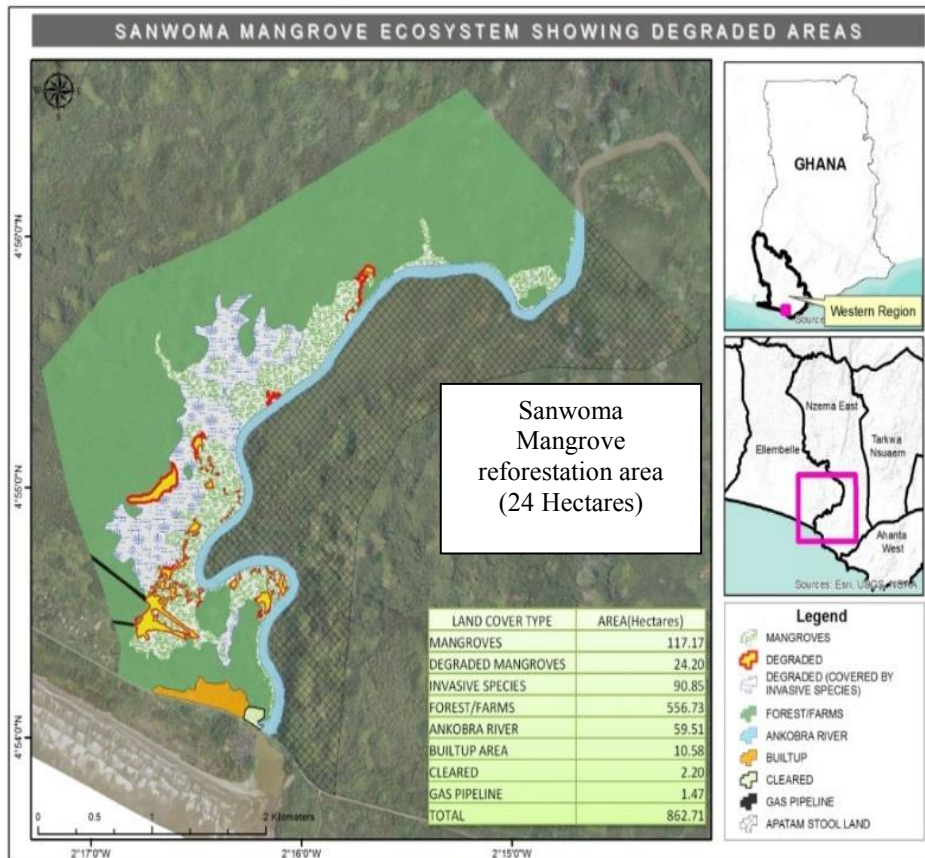 SANWOMA MANGROVE ECOSYSTEM SHOWING DEGRADED AREAS
4°56'0"N
4°55'0"N
4°54'0"N
Sanwoma
Mangrove
reforestation area
(24 Hectares)
LAND COVER TYPE AREA(Hectares)
MANGROVES 117.17
DEGRADED MANGROVES 24.20
INVASIVE SPECIES 90.85
FOREST/FARMS 556.73
ANKOBRA RIVER 59.51
BUILTUP AREA 10.58
CLEARED 2.20
GAS PIPELINE 1.47
TOTAL 862.71
0 0.5 1 2 Kilometers
2°17'0"W 2°16'0"W 2°15'0"W
GHANA
Western Region
Nzema East
Ellembelle
Tarkwa
Nsuaem
Ahanta
West
Sources: Esri, USGS,
Legend
MANGROVES
DEGRADED
DEGRADED (COVERED BY
INVASIVE SPECIES)
FOREST/FARMS
ANKOBRA RIVER
BUILTUP
CLEARED
GAS PIPELINE
APATAM STOOL LAND